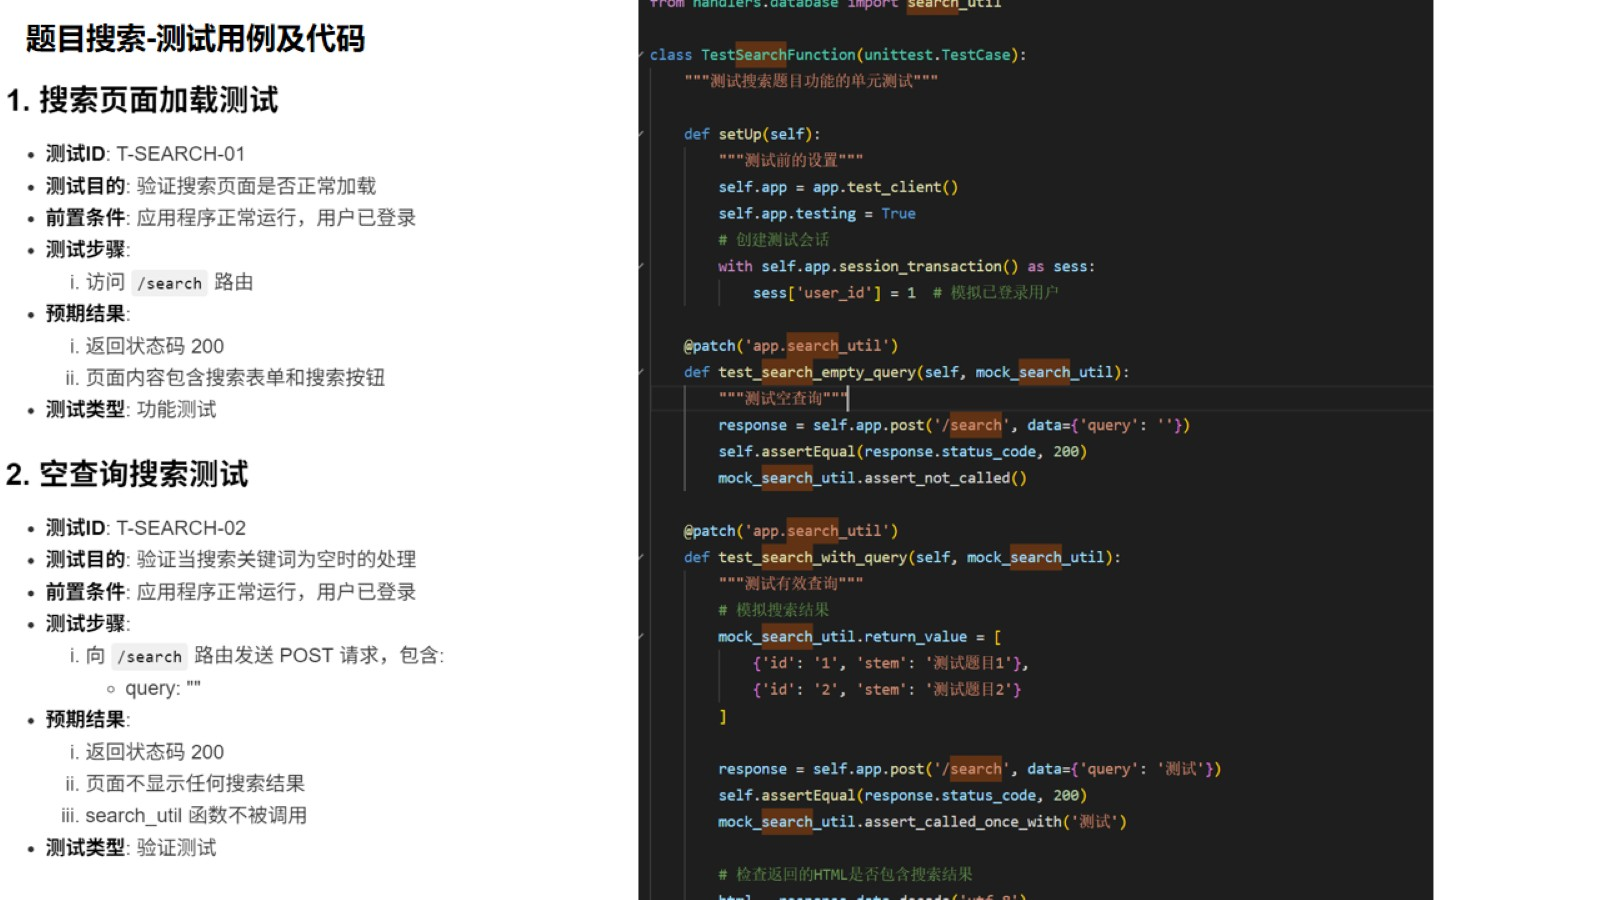 题目搜索-测试用例及代码
1. 搜索页面加载测试
• 测试ID: T-SEARCH-01
• 测试目的: 验证搜索页面是否正常加载
• 前置条件: 应用程序正常运行，用户已登录
• 测试步骤:
i. 访问 /search 路由
• 预期结果:
i. 返回状态码 200
ii. 页面内容包含搜索表单和搜索按钮
• 测试类型: 功能测试
2. 空查询搜索测试
• 测试ID: T-SEARCH-02
• 测试目的: 验证当搜索关键词为空时的处理
• 前置条件: 应用程序正常运行，用户已登录
• 测试步骤:
i. 向 /search 路由发送 POST 请求，包含:
○ query: ""
• 预期结果:
i. 返回状态码 200
ii. 页面不显示任何搜索结果
iii. search_util 函数不被调用
• 测试类型: 验证测试
from handlers.database import search_util
class TestSearchFunction(unittest.TestCase):
"""测试搜索题目功能的单元测试"""
def setUp(self):
"""测试前的设置"""
self.app = app.test_client()
self.app.testing = True
# 创建测试会话
with self.app.session_transaction() as sess:
sess['user_id'] = 1  # 模拟已登录用户
@patch('app.search_util')
def test_search_empty_query(self, mock_search_util):
"""测试空查询"""
response = self.app.post('/search', data={'query': ''})
self.assertEqual(response.status_code, 200)
mock_search_util.assert_not_called()
@patch('app.search_util')
def test_search_with_query(self, mock_search_util):
"""测试有效查询"""
# 模拟搜索结果
mock_search_util.return_value = [
{'id': '1', 'stem': '测试题目1'},
{'id': '2', 'stem': '测试题目2'}
]
response = self.app.post('/search', data={'query': '测试'})
self.assertEqual(response.status_code, 200)
mock_search_util.assert_called_once_with('测试')
# 检查返回的HTML是否包含搜索结果
html = response.data.decode('utf-8')